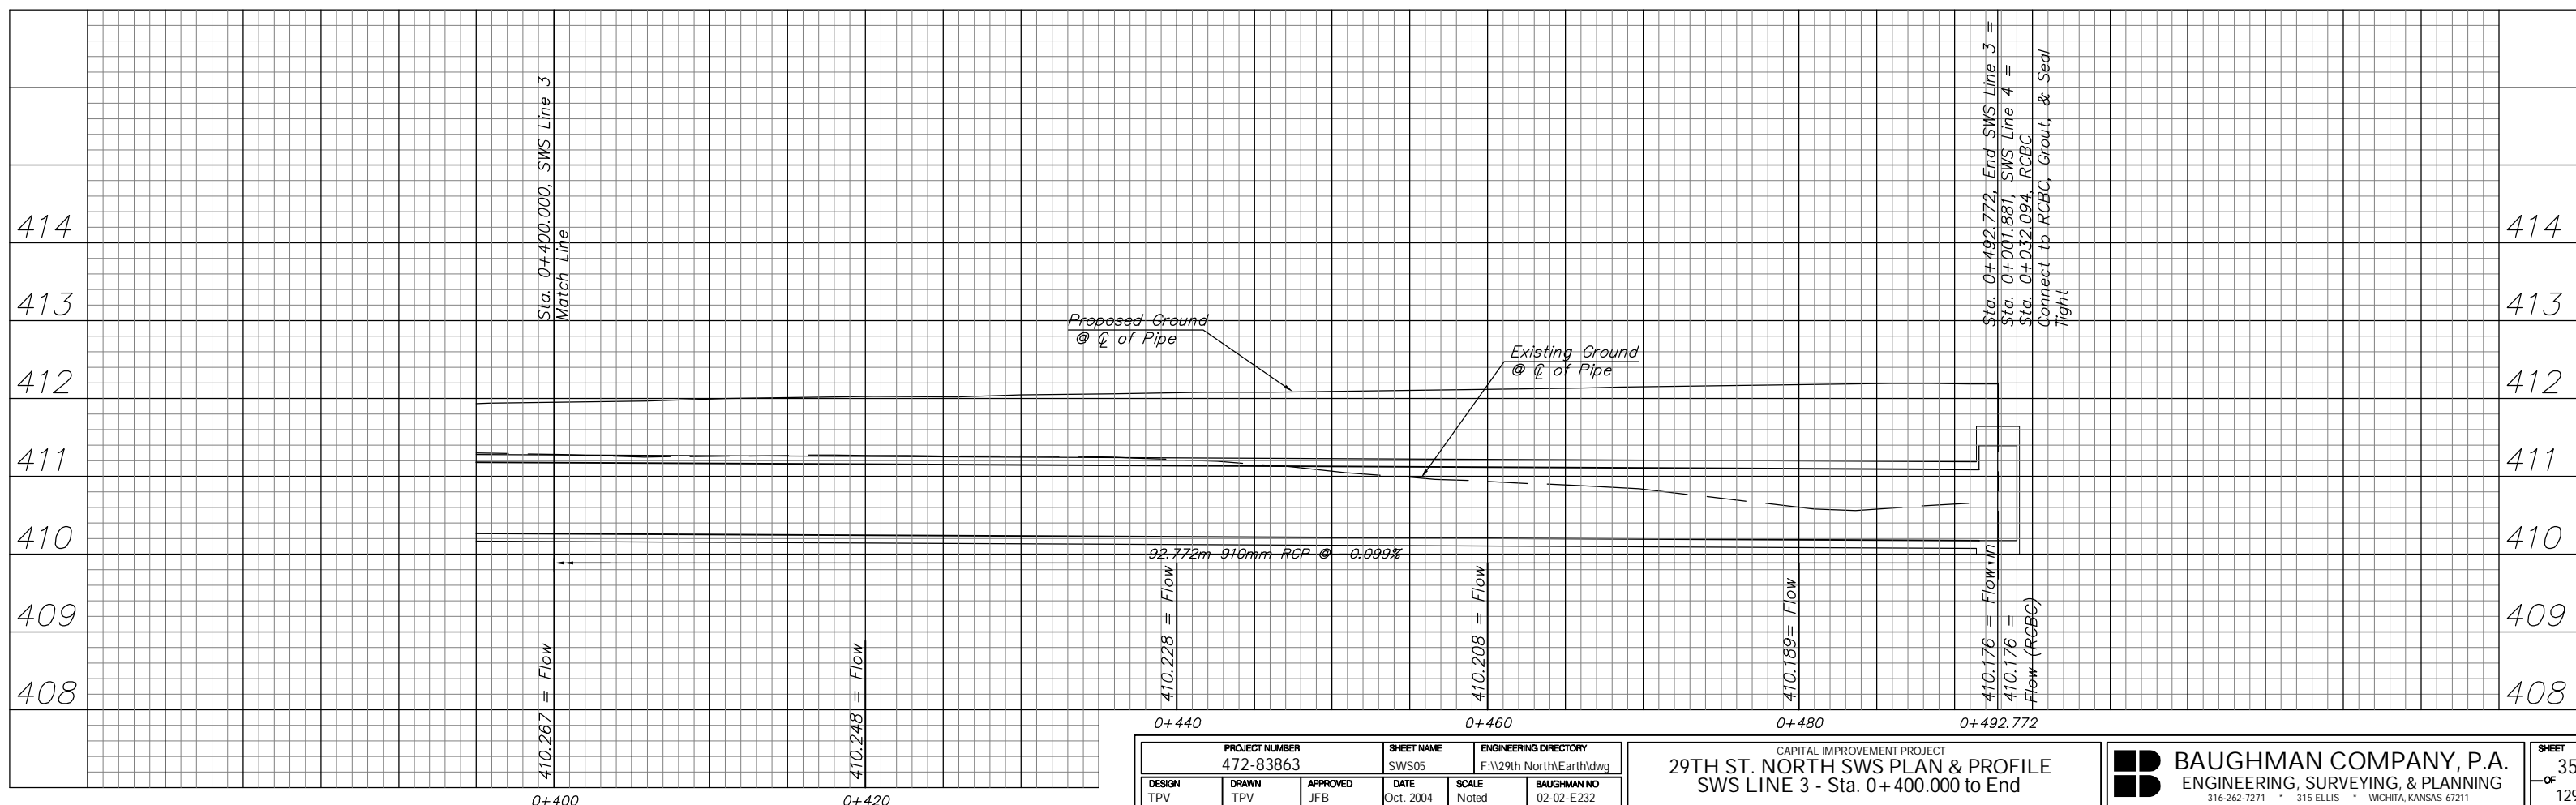 414
413
412
411
410
409
408
Sta. 0+400.000, SWS Line 3
Match Line
Proposed Ground
@ ℄ of Pipe
Existing Ground
@ ℄ of Pipe
Sta. 0+492.772, End SWS Line 3 =
Sta. 0+001.881, SWS Line 4 =
Sta. 0+032.094, RCBC
Connect to RCBC, Grout, & Seal
Tight
414
413
412
411
410
409
408
92.772m 910mm RCP @ 0.099%
410.267 = Flow
410.248 = Flow
410.228 = Flow
410.208 = Flow
410.189= Flow
410.176 = Flow in
410.176 =
Flow (RCBC)
0+400
0+420
0+440
0+460
0+480
0+492.772
PROJECT NUMBER
472-83863
SHEET NAME
SWS05
ENGINEERING DIRECTORY
F:\\29th North\Earth\dwg
DESIGN
TPV
DRAWN
TPV
APPROVED
JFB
DATE
Oct. 2004
SCALE
Noted
BAUGHMAN NO
02-02-E232
CAPITAL IMPROVEMENT PROJECT
29TH ST. NORTH SWS PLAN & PROFILE
SWS LINE 3 - Sta. 0+400.000 to End
BAUGHMAN COMPANY, P.A.
ENGINEERING, SURVEYING, & PLANNING
316-262-7271 * 315 ELLIS * WICHITA, KANSAS 67211
SHEET
35
OF
129